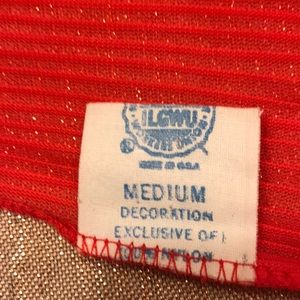 ILGWU
®
MADE IN U.S.A.
MEDIUM
DECORATION
EXCLUSIVE OF
NYLON